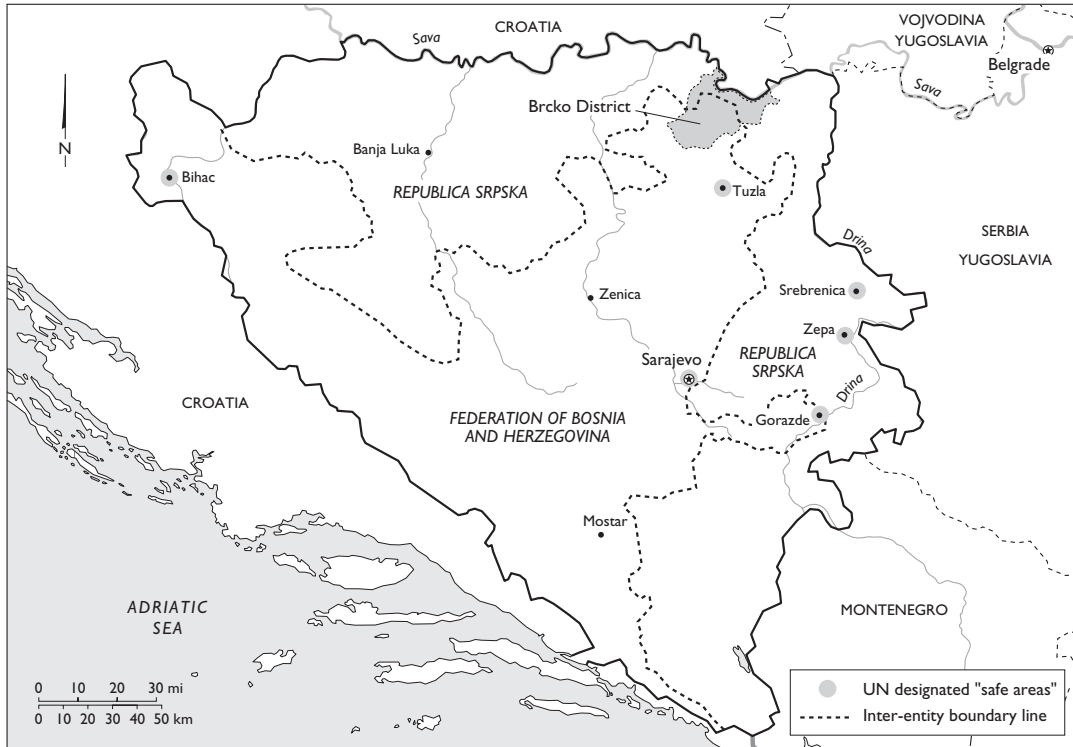 CROATIA
VOJVODINA
YUGOSLAVIA
Sava
Belgrade
Sava
Brcko District
N
Banja Luka
Bihac
REPUBLICA SRPSKA
Tuzla
Drina
SERBIA
YUGOSLAVIA
Srebrenica
Zenica
Zepa
REPUBLICA
SRPSKA
Sarajevo
Drina
CROATIA
Gorazde
FEDERATION OF BOSNIA
AND HERZEGOVINA
Mostar
ADRIATIC
SEA
MONTENEGRO
0 10 20 30 mi
0 10 20 30 40 50 km
UN designated "safe areas"
Inter-entity boundary line